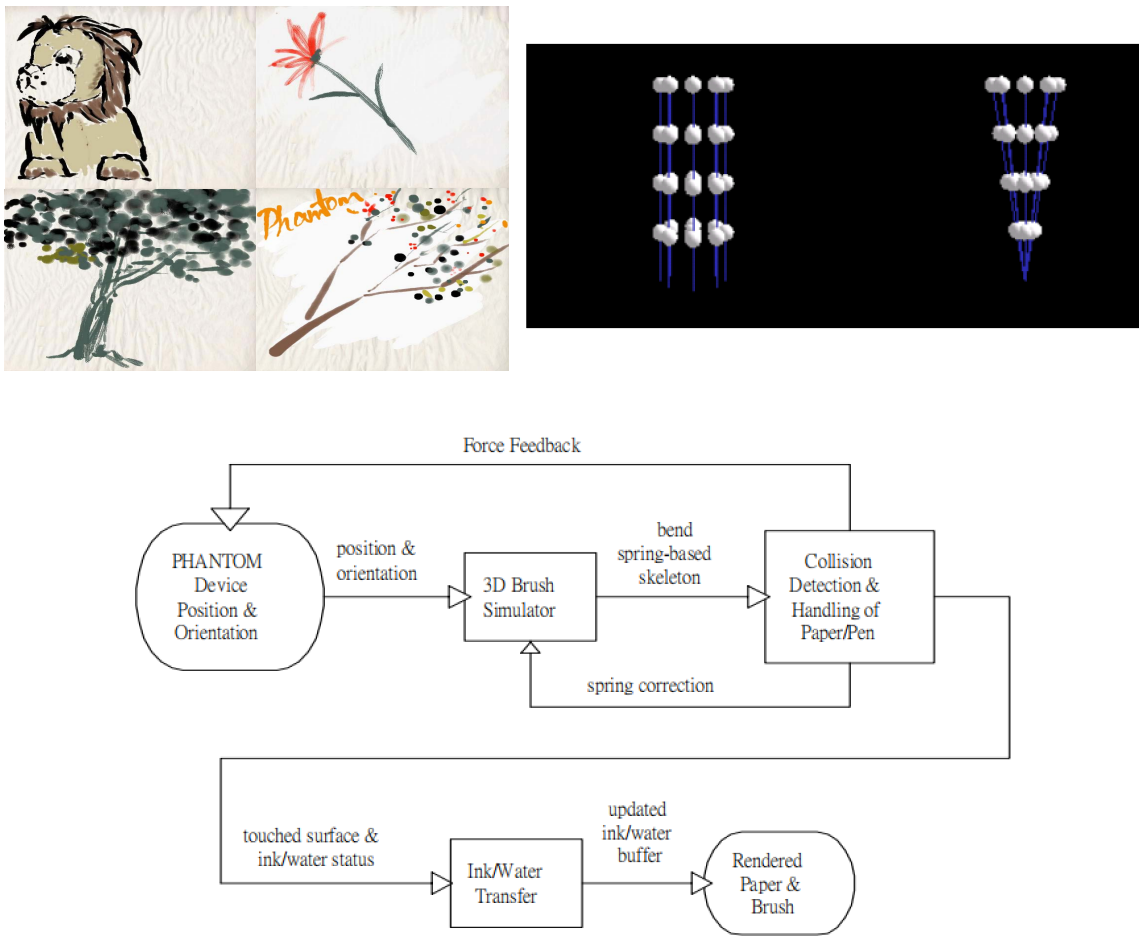 Phantom
Force Feedback
PHANTOM
Device
Position &
Orientation
position &
orientation
3D Brush
Simulator
bend
spring-based
skeleton
Collision
Detection &
Handling of
Paper/Pen
spring correction
touched surface &
ink/water status
Ink/Water
Transfer
updated
ink/water
buffer
Rendered
Paper &
Brush